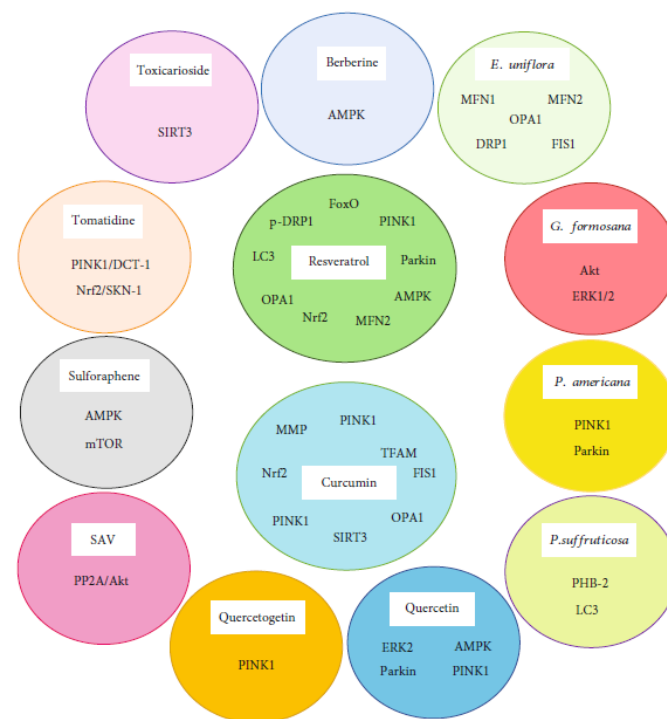 Toxicarioside
SIRT3
Berberine
AMPK
E. uniflora
MFN1 MFN2
OPA1
DRP1 FIS1
Tomatidine
PINK1/DCT-1
Nrf2/SKN-1
FoxO
p-DRP1 PINK1
LC3 Parkin
Resveratrol
OPA1 AMPK
Nrf2 MFN2
G. formosana
Akt
ERK1/2
Sulforaphene
AMPK
mTOR
MMP PINK1
TFAM
Nrf2 FIS1
Curcumin
PINK1 OPA1
SIRT3
P. americana
PINK1
Parkin
SAV
PP2A/Akt
Quercetogetin
PINK1
Quercetin
ERK2 AMPK
Parkin PINK1
P.suffruticosa
PHB-2
LC3